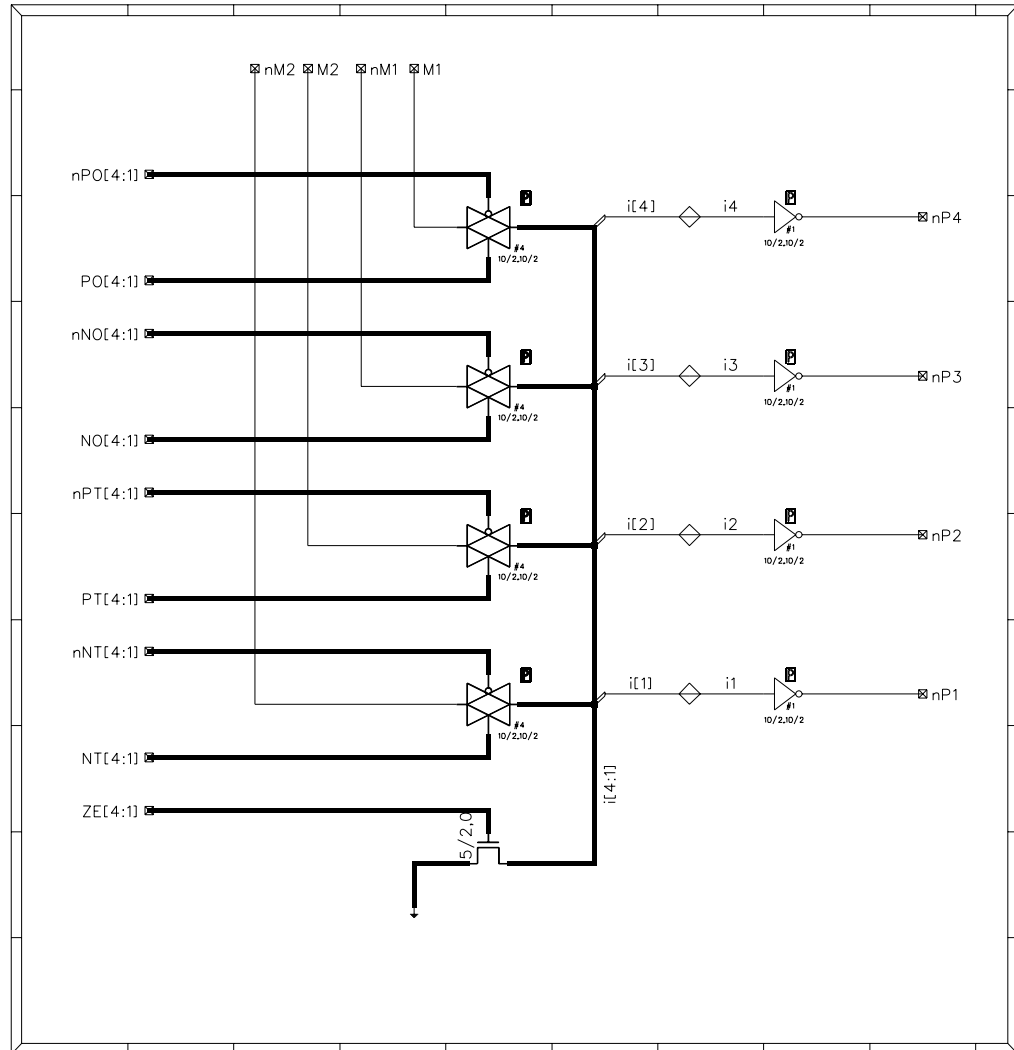 nM2 M2 nM1 M1
nPO[4:1]
P
#4
10/2,10/2
i[4] i4
P
#1
10/2,10/2
nP4
PO[4:1]
nNO[4:1]
P
#4
10/2,10/2
i[3] i3
P
#1
10/2,10/2
nP3
NO[4:1]
nPT[4:1]
P
#4
10/2,10/2
i[2] i2
P
#1
10/2,10/2
nP2
PT[4:1]
nNT[4:1]
P
#4
10/2,10/2
i[1] i1
P
#1
10/2,10/2
nP1
NT[4:1]
i[4:1]
ZE[4:1]
5/2,0